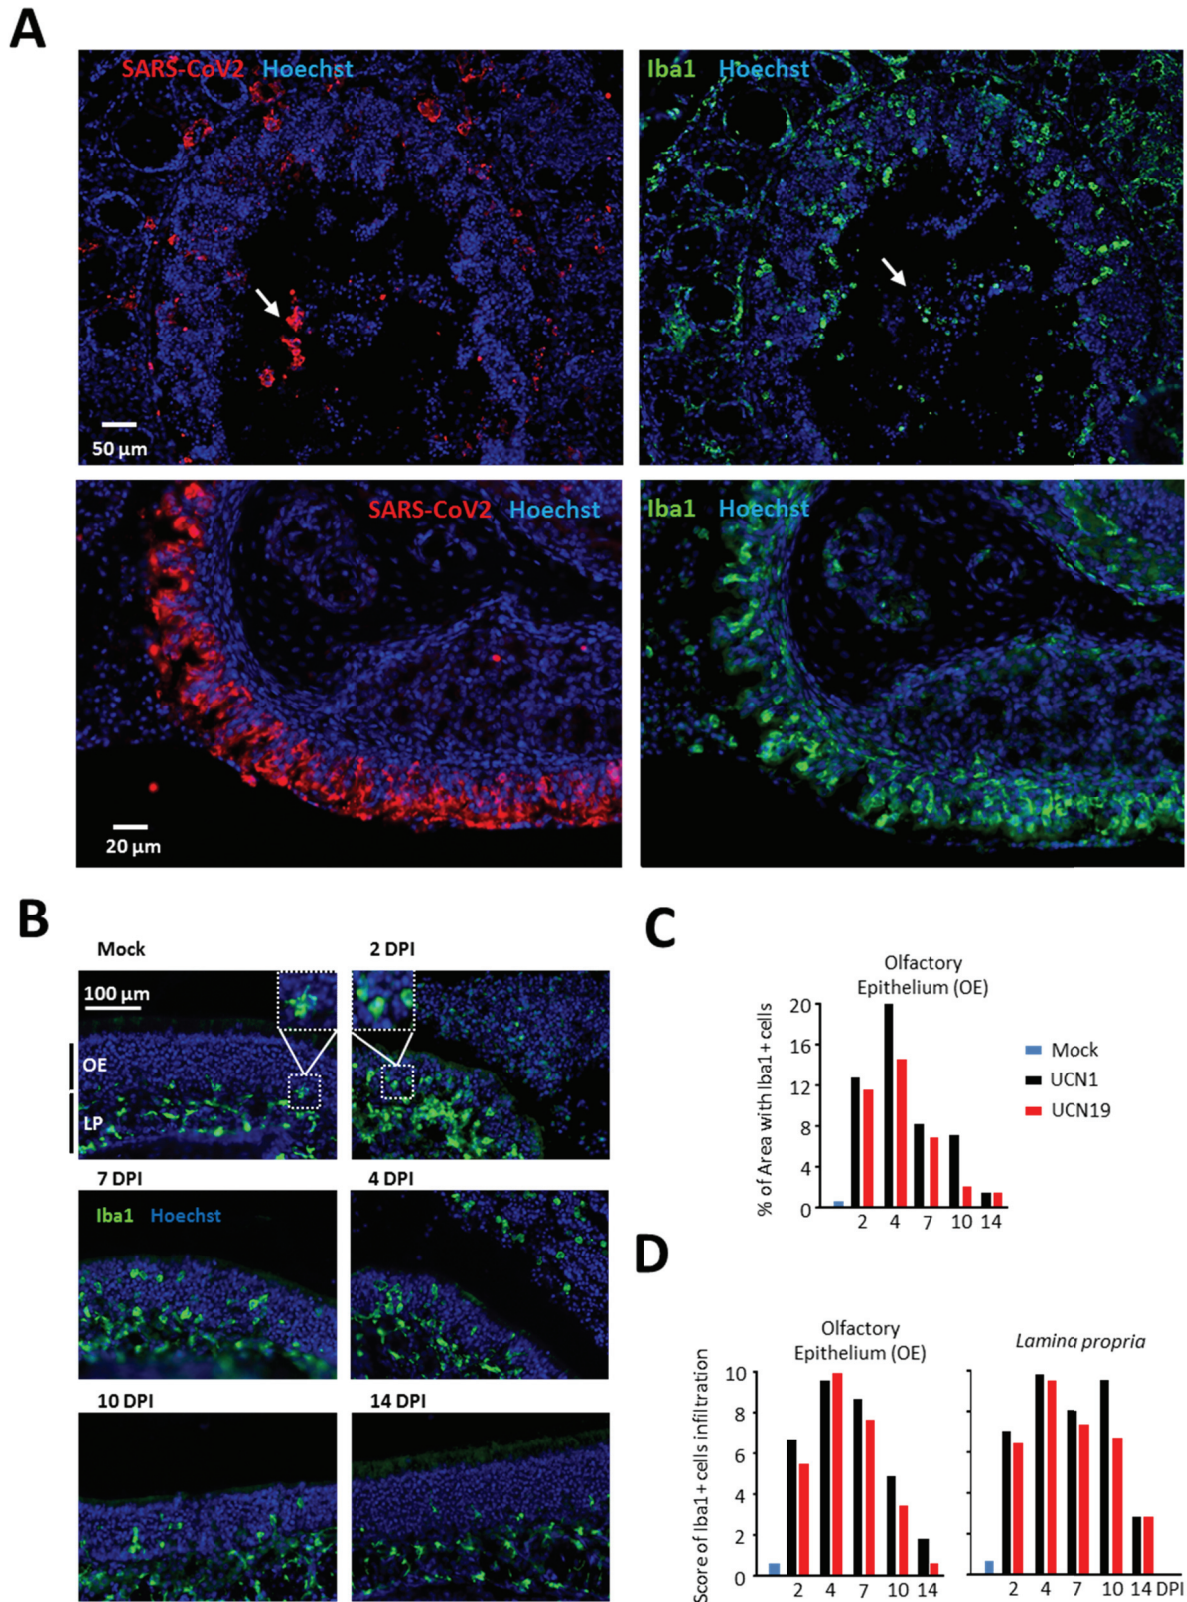 A
SARS-CoV2 Hoechst
Iba1 Hoechst
50 µm
SARS-CoV2 Hoechst
Iba1 Hoechst
20 µm
B
Mock
2 DPI
100 µm
OE
LP
7 DPI
4 DPI
Iba1 Hoechst
10 DPI
14 DPI
C
Olfactory
Epithelium (OE)
% of Area with Iba1+ cells
20
16
12
8
4
0
2 4 7 10 14
Mock
UCN1
UCN19
D
Olfactory
Epithelium (OE)
Score of Iba1+ cells infiltration
10
8
6
4
2
0
2 4 7 10 14
Lamina propria
2 4 7 10 14 DPI